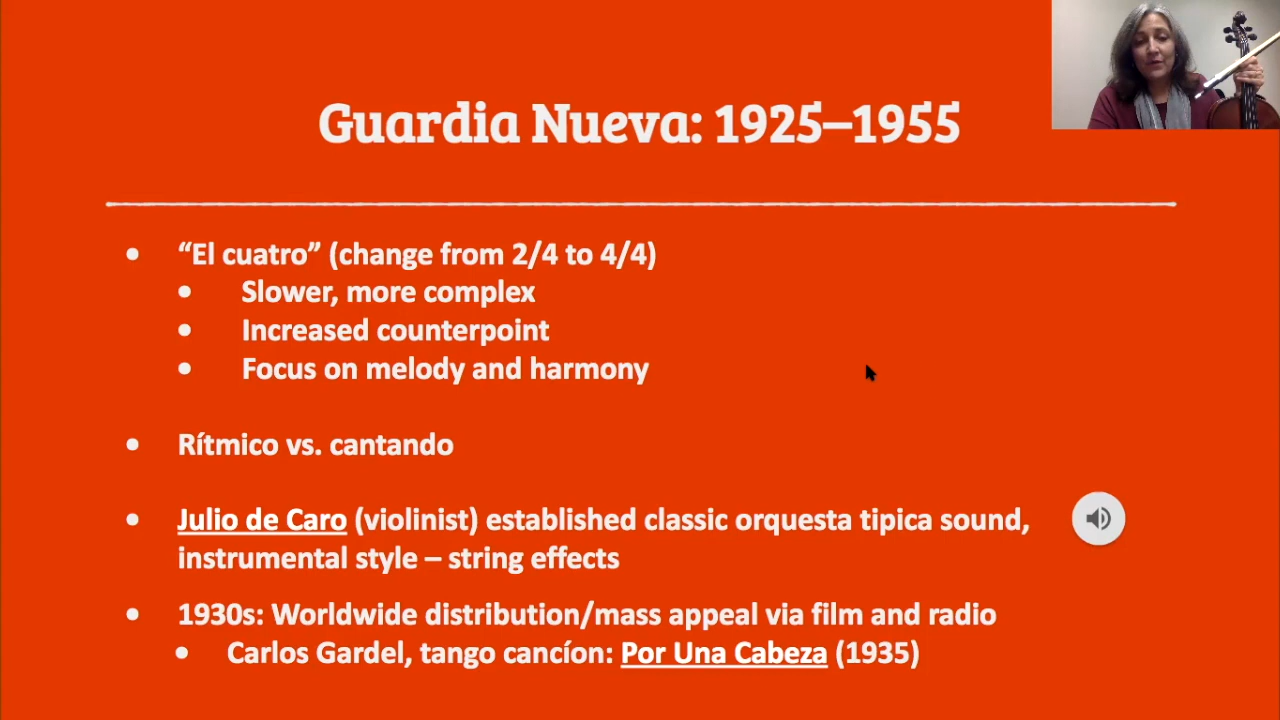 Guardia Nueva: 1925–1955
• “El cuatro” (change from 2/4 to 4/4)
• Slower, more complex
• Increased counterpoint
• Focus on melody and harmony
• Rítmico vs. cantando
• Julio de Caro (violinist) established classic orquesta tipica sound,
instrumental style – string effects
• 1930s: Worldwide distribution/mass appeal via film and radio
• Carlos Gardel, tango cancíon: Por Una Cabeza (1935)